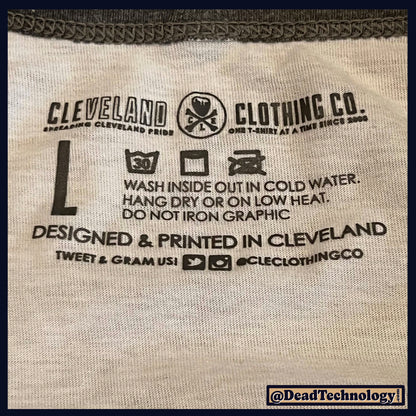 CLEVELAND CLOTHING CO.
SPREADING CLEVELAND PRIDE ONE T-SHIRT AT A TIME SINCE
CLE
L
30
WASH INSIDE OUT IN COLD WATER.
HANG DRY OR ON LOW HEAT.
DO NOT IRON GRAPHIC
DESIGNED & PRINTED IN CLEVELAND
TWEET & GRAM US! @CLECLOTHINGCO
@DeadTechnology!